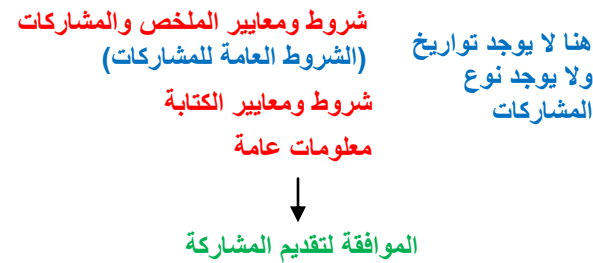 شروط ومعايير الملخص والمشاركات
(الشروط العامة للمشاركات)
شروط ومعايير الكتابة
معلومات عامة
الموافقة لتقديم المشاركة
هنا لا يوجد تواريخ
ولا يوجد نوع
المشاركات